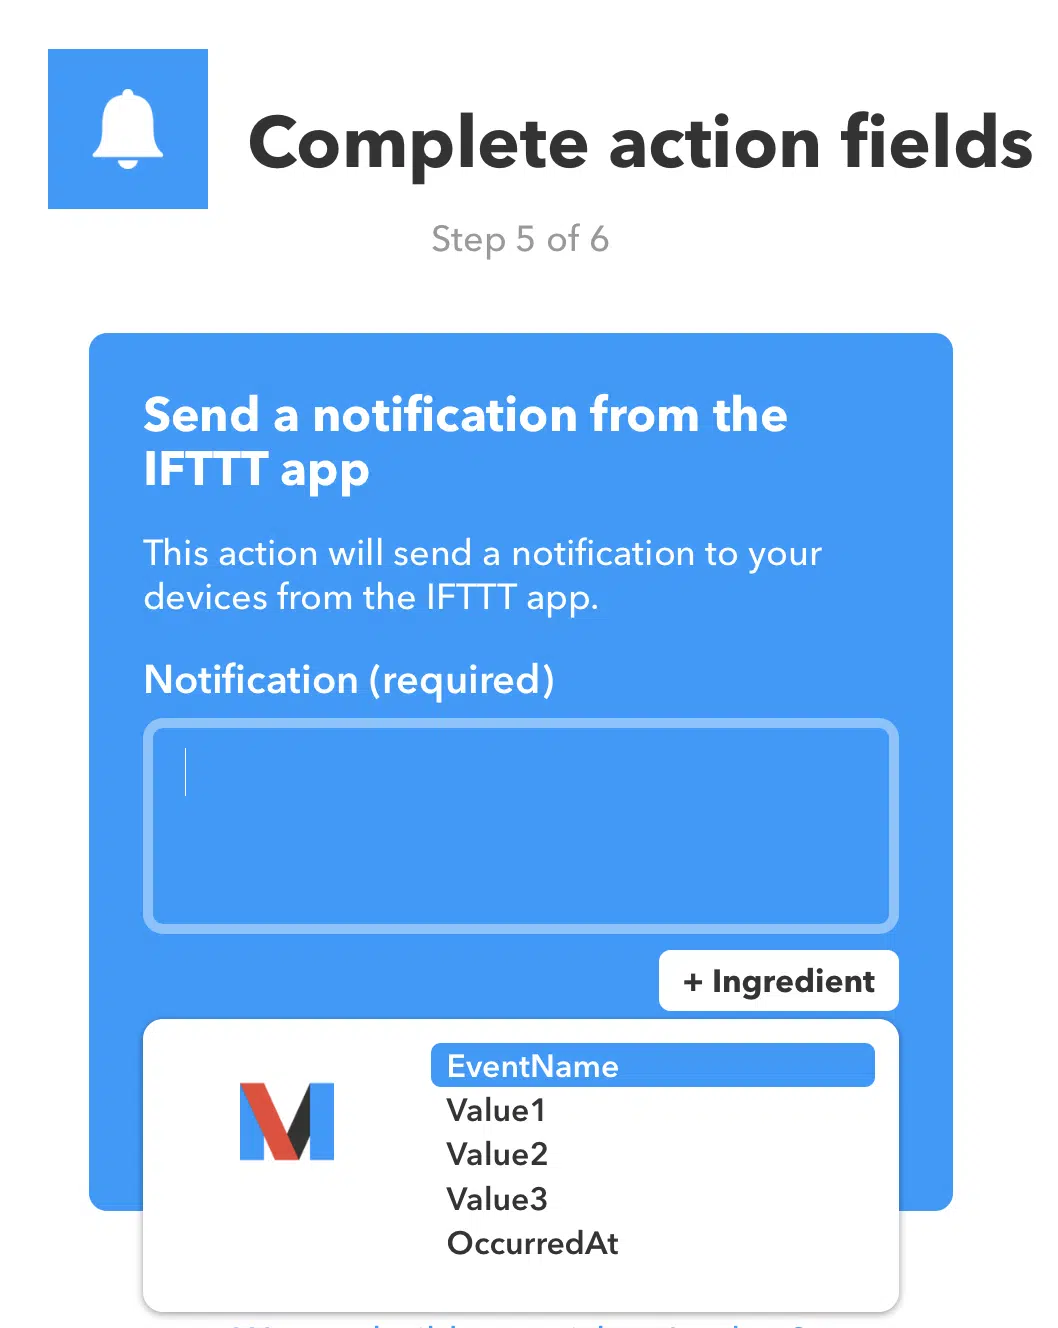 Complete action fields
Step 5 of 6
Send a notification from the
IFTTT app
This action will send a notification to your
devices from the IFTTT app.
Notification (required)
+ Ingredient
EventName
Value1
Value2
Value3
OccurredAt